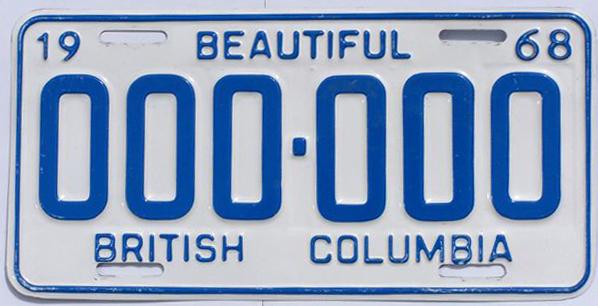 19 BEAUTIFUL 68
000·000
BRITISH COLUMBIA